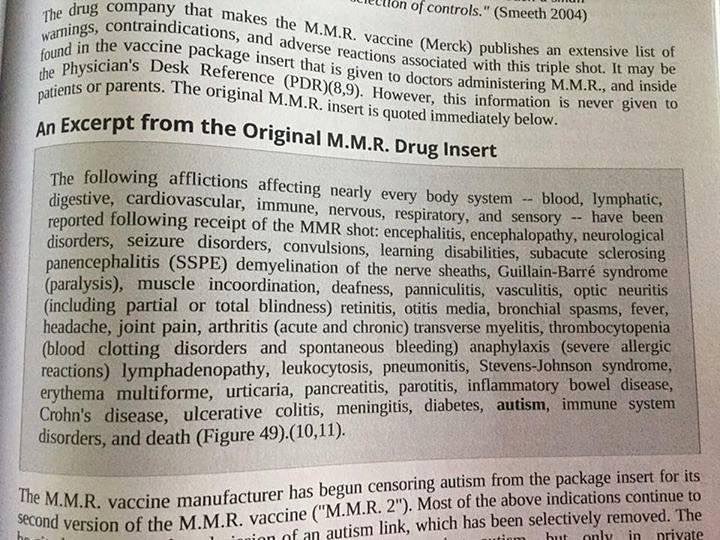 of controls." (Smeeth 2004)
The drug company that makes the M.M.R. vaccine (Merck) publishes an extensive list of
warnings, contraindications, and adverse reactions associated with this triple shot. It may be
found in the vaccine package insert that is given to doctors administering M.M.R., and inside
the Physician's Desk Reference (PDR)(8,9). However, this information is never given to
patients or parents. The original M.M.R. insert is quoted immediately below.
An Excerpt from the Original M.M.R. Drug Insert
The following afflictions affecting nearly every body system -- blood, lymphatic,
digestive, cardiovascular, immune, nervous, respiratory, and sensory -- have been
reported following receipt of the MMR shot: encephalitis, encephalopathy, neurological
disorders, seizure disorders, convulsions, learning disabilities, subacute sclerosing
panencephalitis (SSPE) demyelination of the nerve sheaths, Guillain-Barré syndrome
(paralysis), muscle incoordination, deafness, panniculitis, vasculitis, optic neuritis
(including partial or total blindness) retinitis, otitis media, bronchial spasms, fever,
headache, joint pain, arthritis (acute and chronic) transverse myelitis, thrombocytopenia
(blood clotting disorders and spontaneous bleeding) anaphylaxis (severe allergic
reactions) lymphadenopathy, leukocytosis, pneumonitis, Stevens-Johnson syndrome,
erythema multiforme, urticaria, pancreatitis, parotitis, inflammatory bowel disease,
Crohn's disease, ulcerative colitis, meningitis, diabetes, autism, immune system
disorders, and death (Figure 49).(10,11).
The M.M.R. vaccine manufacturer has begun censoring autism from the package insert for its
second version of the M.M.R. vaccine ("M.M.R. 2"). Most of the above indications continue to
of an autism link, which has been selectively removed. The
but only in private